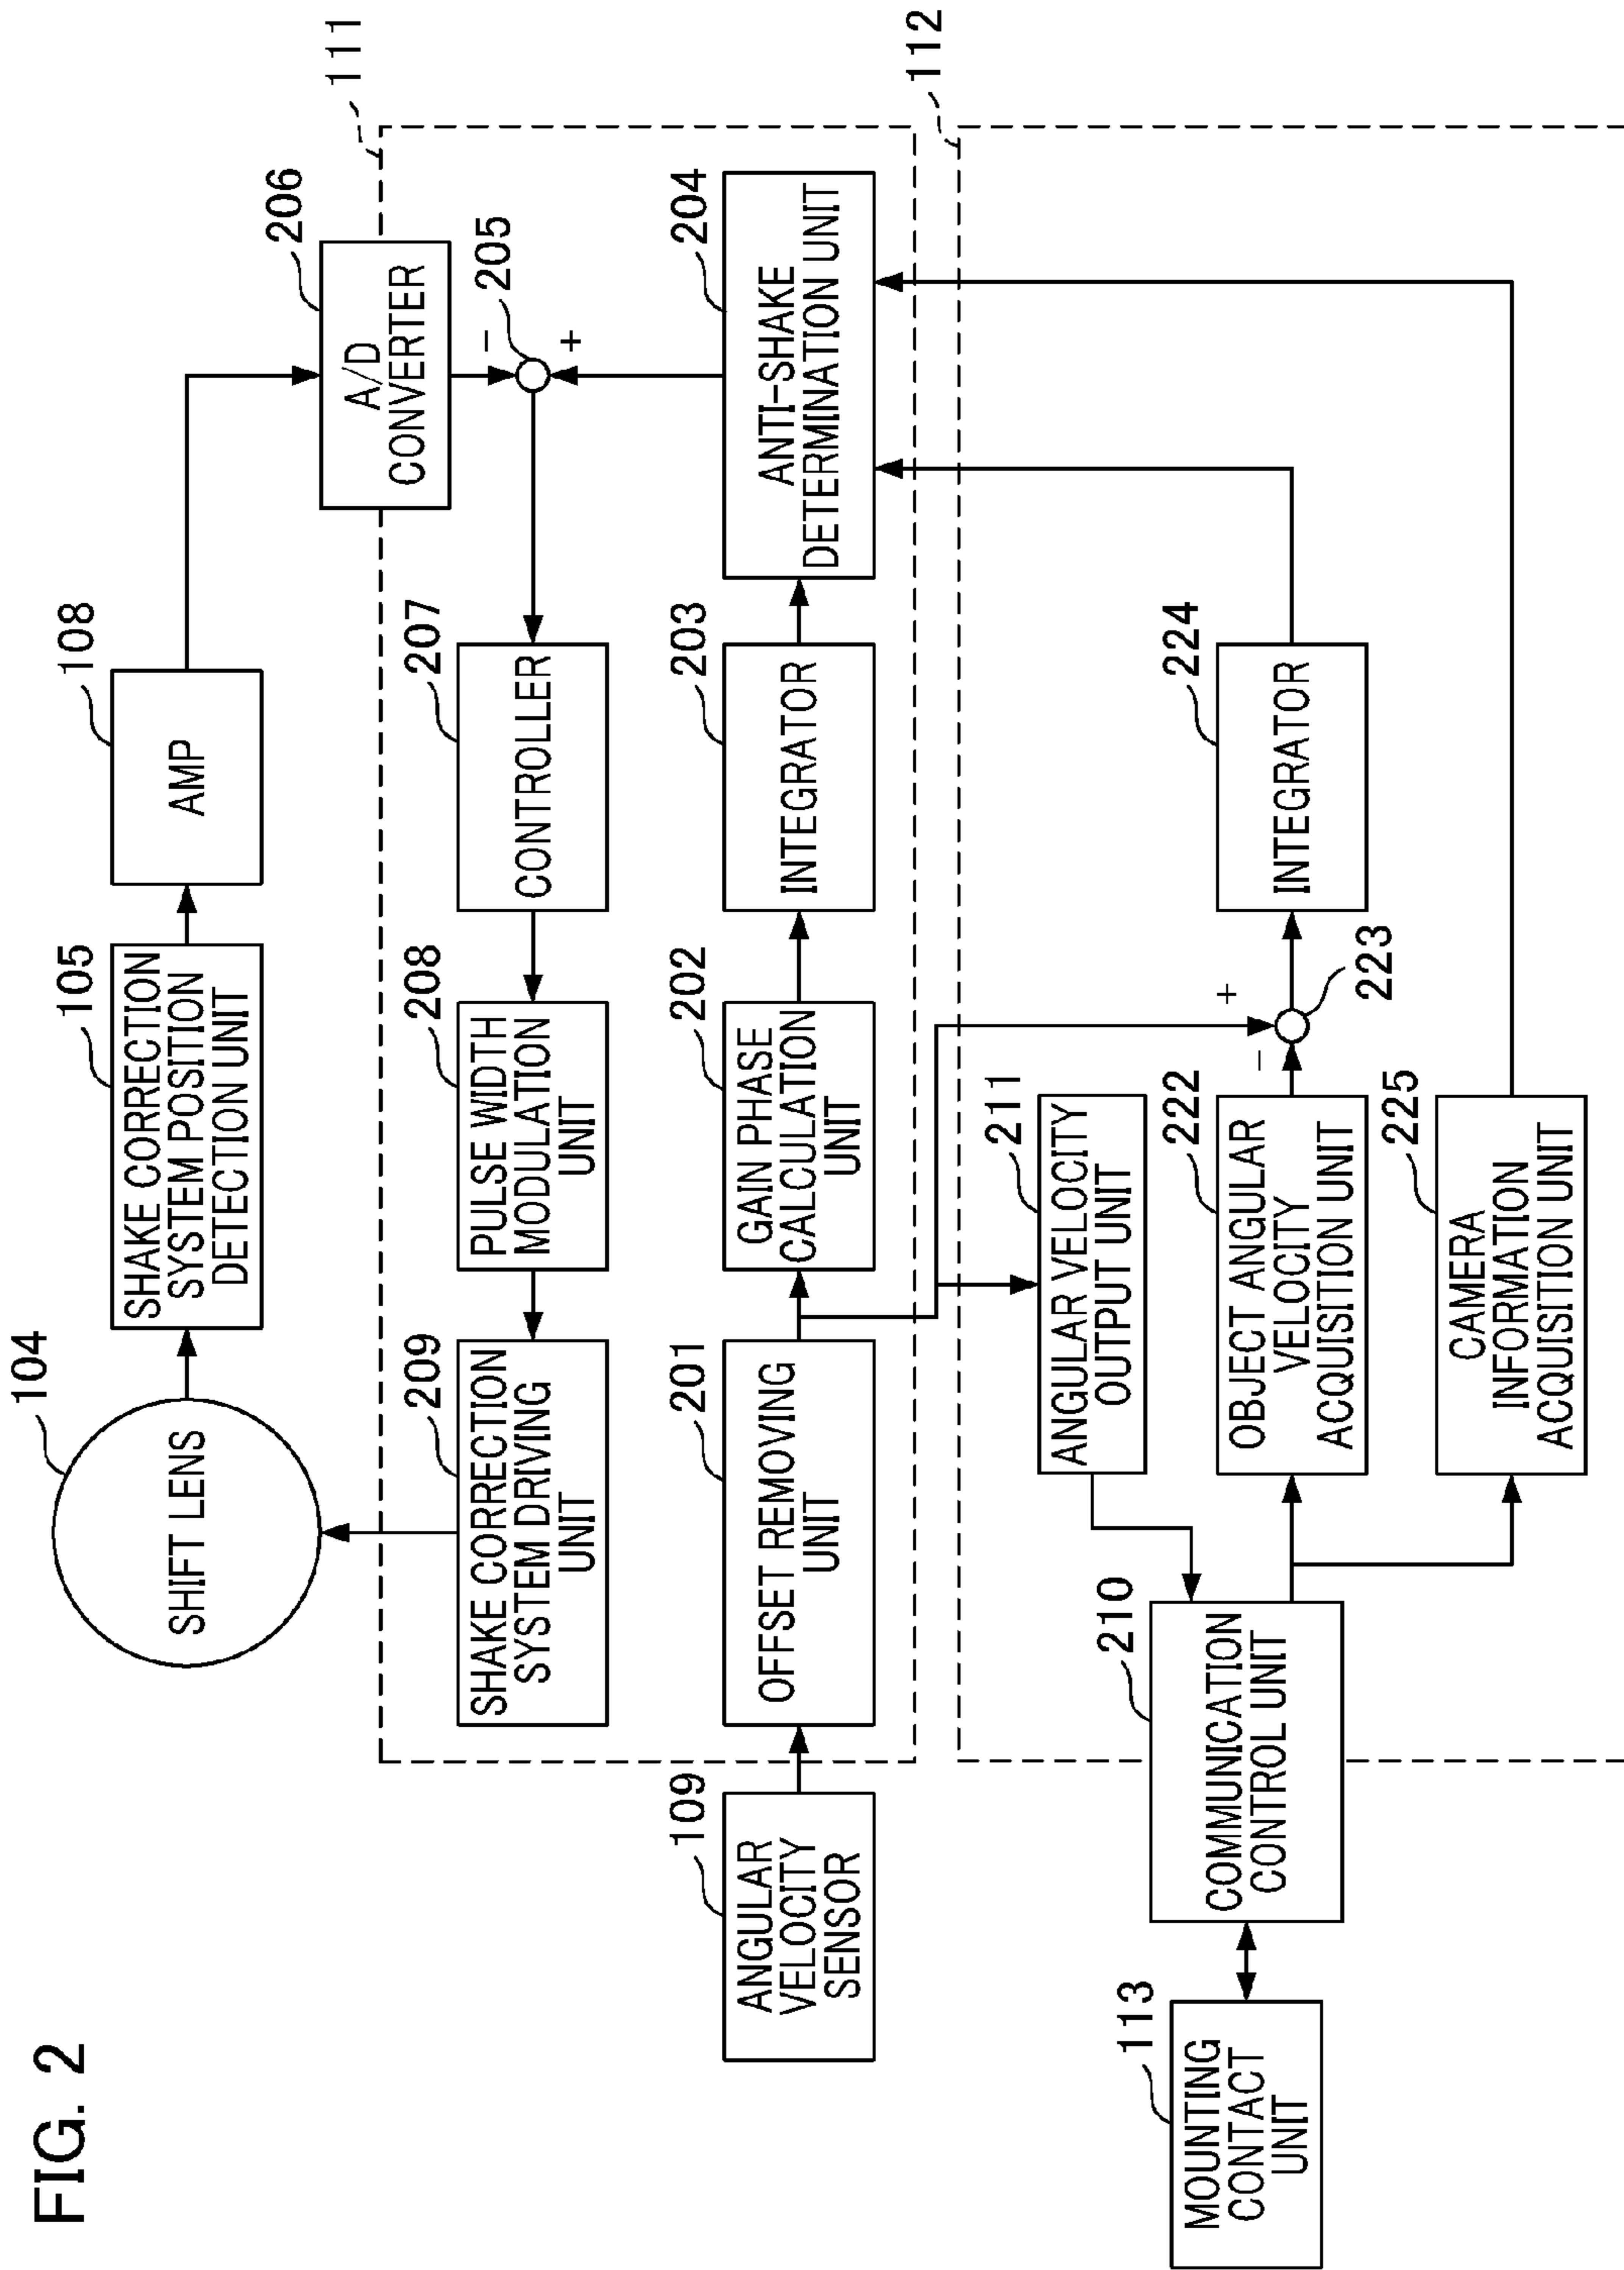 FIG. 2
104
SHIFT LENS
105
SHAKE CORRECTION
SYSTEM POSITION
DETECTION UNIT
108
AMP
206
A/D
CONVERTER
111
209
SHAKE CORRECTION
SYSTEM DRIVING
UNIT
208
PULSE WIDTH
MODULATION
UNIT
207
CONTROLLER
-
205
+
109
ANGULAR
VELOCITY
SENSOR
201
OFFSET REMOVING
UNIT
202
GAIN PHASE
CALCULATION
UNIT
203
INTEGRATOR
204
ANTI-SHAKE
DETERMINATION UNIT
112
211
ANGULAR VELOCITY
OUTPUT UNIT
113
MOUNTING
CONTACT
UNIT
210
COMMUNICATION
CONTROL UNIT
222
OBJECT ANGULAR
VELOCITY
ACQUISITION UNIT
-
+
223
224
INTEGRATOR
225
CAMERA
INFORMATION
ACQUISITION UNIT